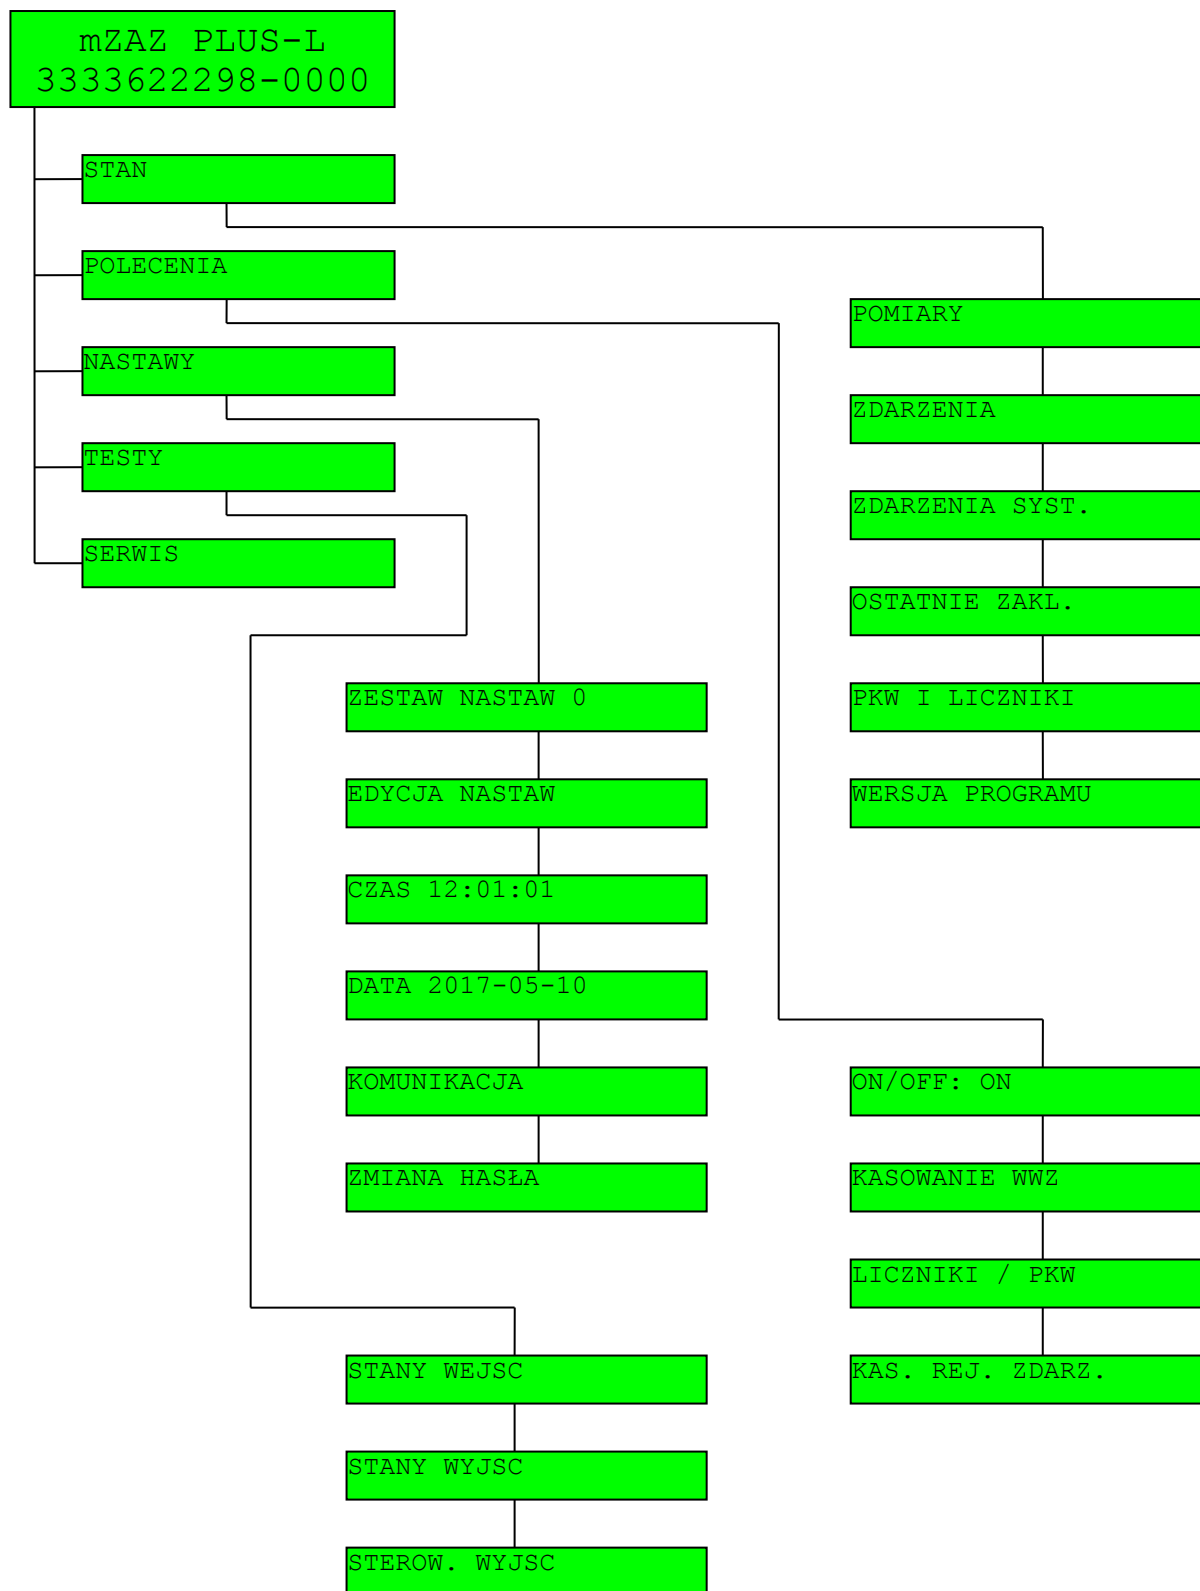 mZAZ PLUS-L
3333622298-0000
STAN
POLECENIA
NASTAWY
TESTY
SERWIS
POMIARY
ZDARZENIA
ZDARZENIA SYST.
OSTATNIE ZAKL.
PKW I LICZNIKI
WERSJA PROGRAMU
ZESTAW NASTAW 0
EDYCJA NASTAW
CZAS 12:01:01
DATA 2017-05-10
KOMUNIKACJA
ZMIANA HASŁA
ON/OFF: ON
KASOWANIE WWZ
LICZNIKI / PKW
KAS. REJ. ZDARZ.
STANY WEJSC
STANY WYJSC
STEROW. WYJSC